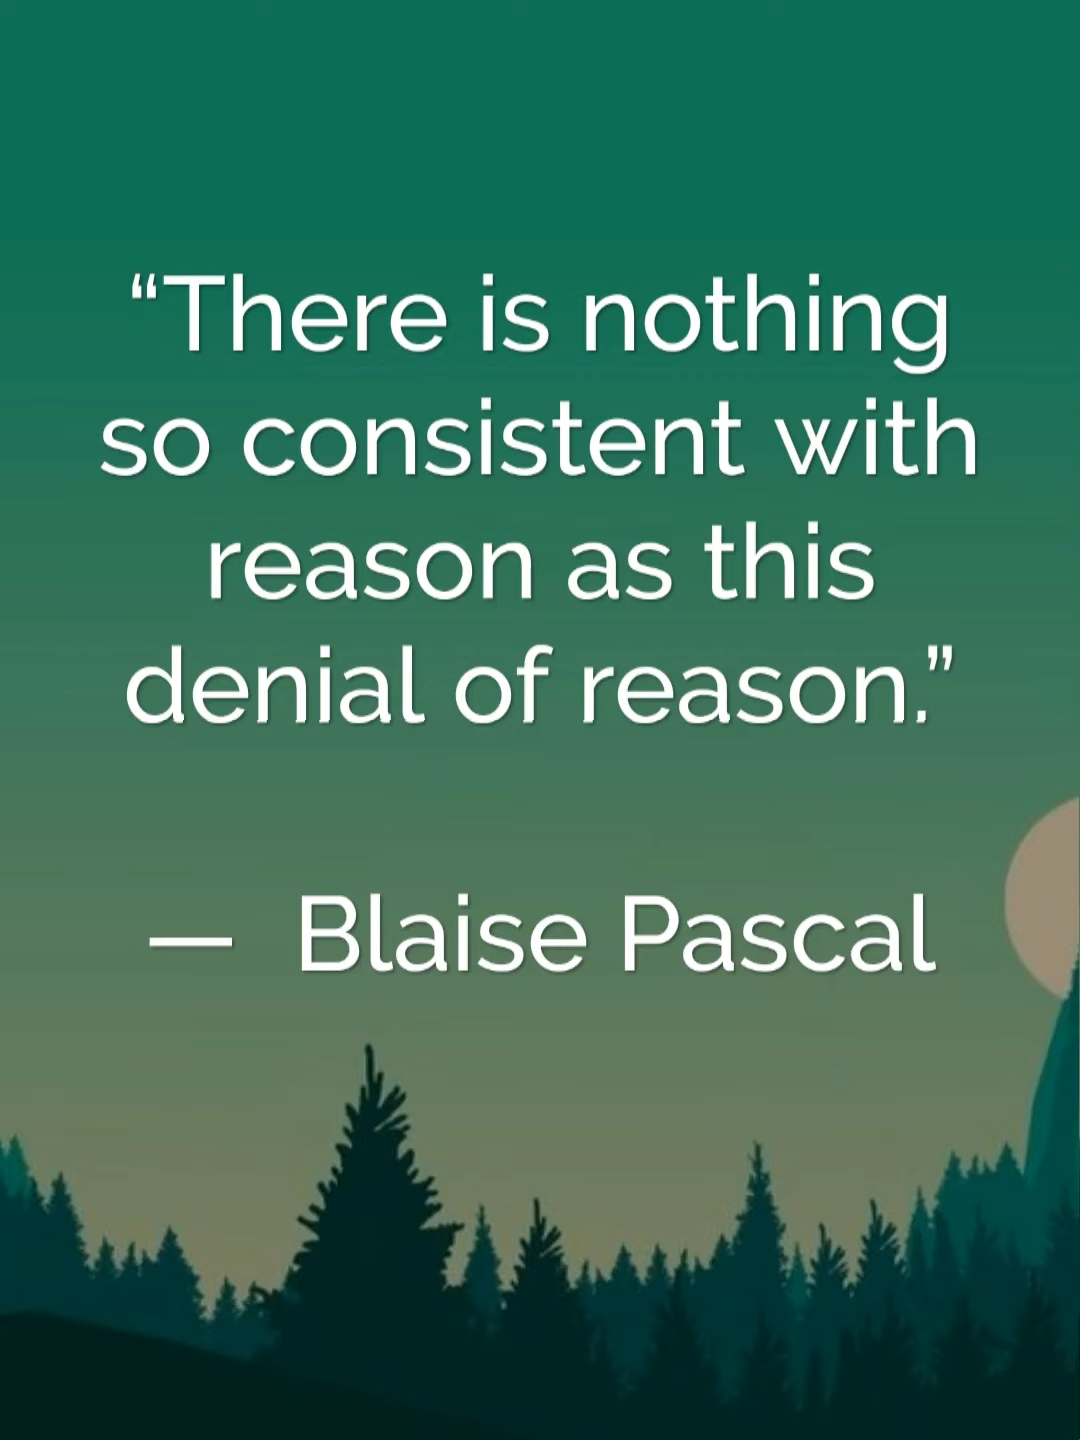 “There is nothing
so consistent with
reason as this
denial of reason.”
— Blaise Pascal